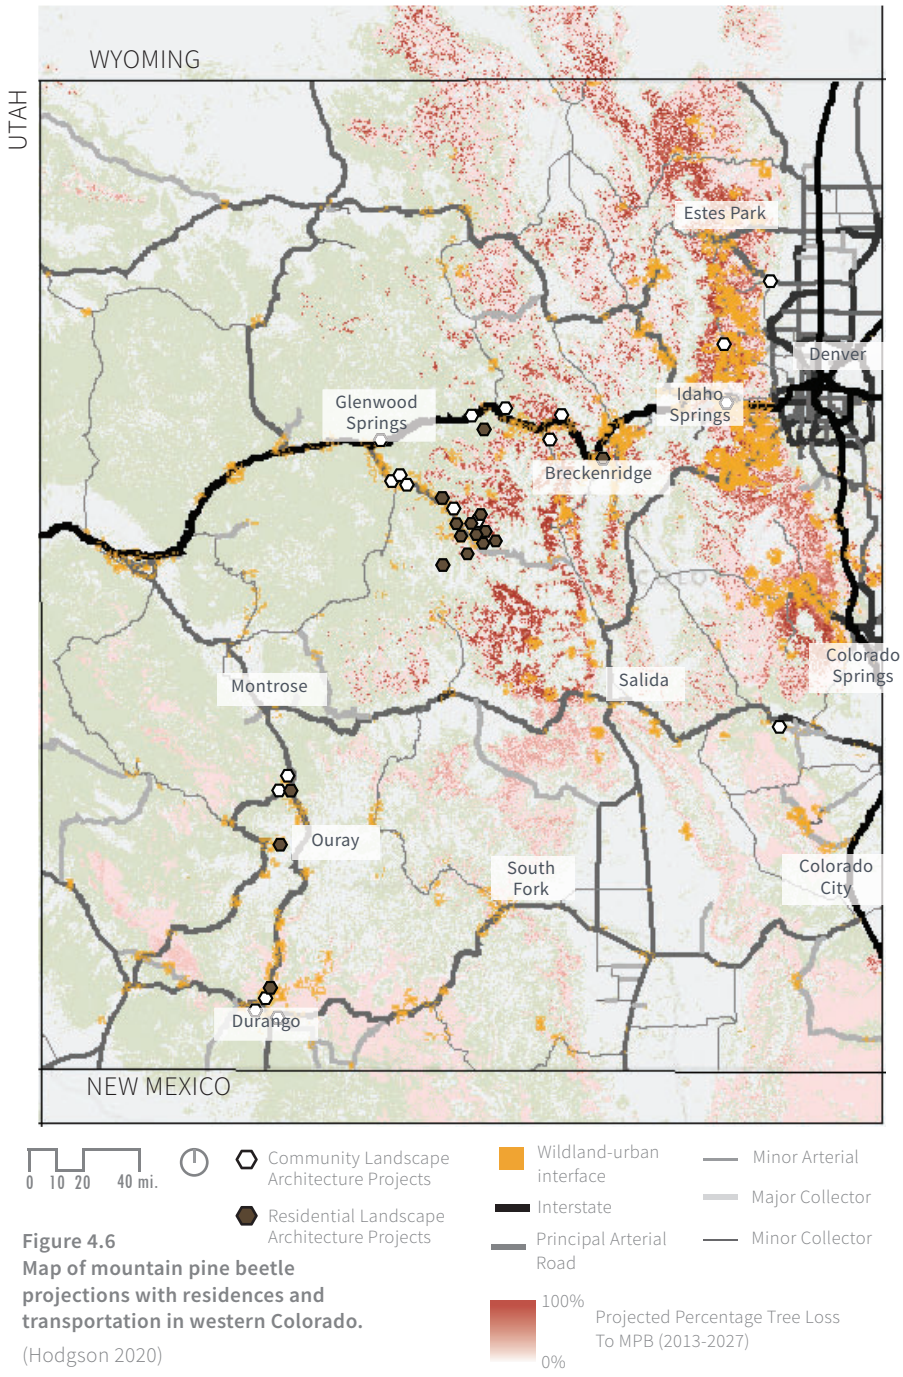 WYOMING
UTAH
Estes Park
Denver
Glenwood
Springs
Idaho
Springs
Breckenridge
Colorado
Springs
Salida
Montrose
Ouray
South
Fork
Colorado
City
Durango
NEW MEXICO
0 10 20 40 mi.
Community Landscape
Architecture Projects
Residential Landscape
Architecture Projects
Wildland-urban
interface
Interstate
Principal Arterial
Road
Minor Arterial
Major Collector
Minor Collector
100%
0%
Projected Percentage Tree Loss
To MPB (2013-2027)
Figure 4.6
Map of mountain pine beetle
projections with residences and
transportation in western Colorado.
(Hodgson 2020)